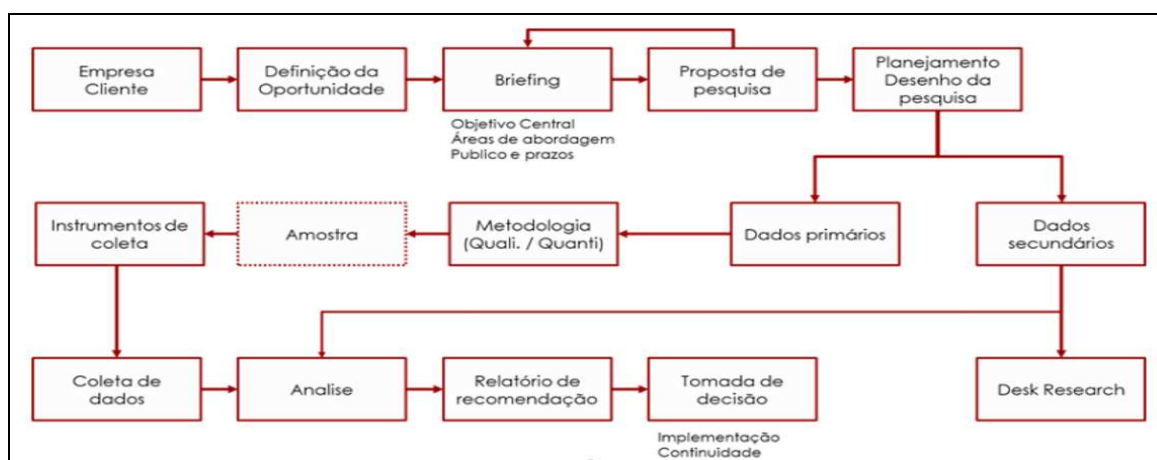 Empresa
Cliente
Definição da
Oportunidade
Briefing
Proposta de
pesquisa
Planejamento
Desenho da
pesquisa
Objetivo Central
Áreas de abordagem
Publico e prazos
Instrumentos de
coleta
Amostra
Metodologia
(Quali. / Quanti)
Dados primários
Dados
secundários
Coleta de
dados
Analise
Relatório de
recomendação
Tomada de
decisão
Desk Research
Implementação
Continuidade